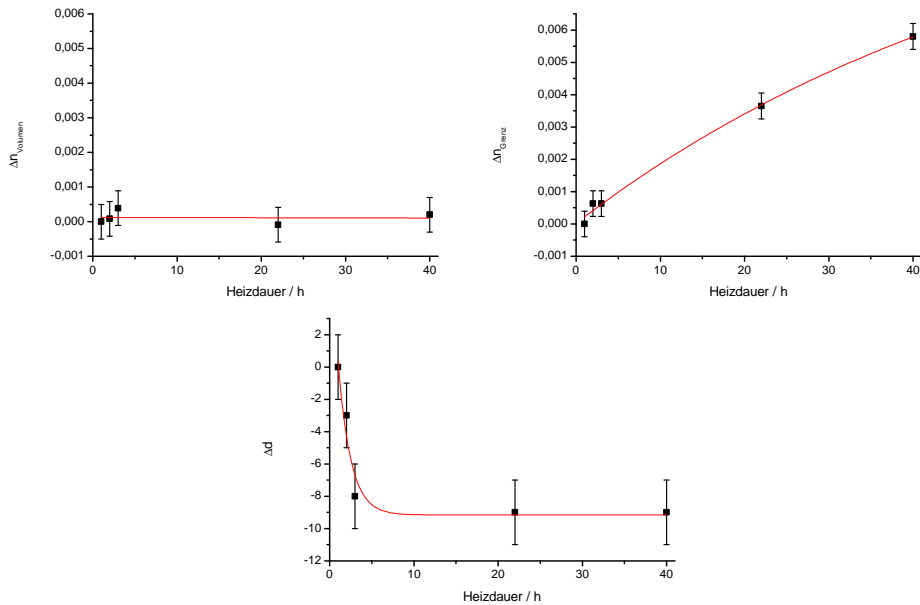 0,006
0,005
0,004
0,003
0,002
0,001
0,000
-0,001
Δn_Volumen
0 10 20 30 40
Heizdauer / h
0,006
0,005
0,004
0,003
0,002
0,001
0,000
-0,001
Δn_Grenz
0 10 20 30 40
Heizdauer / h
2
0
-2
-4
-6
-8
-10
-12
Δd
0 10 20 30 40
Heizdauer / h